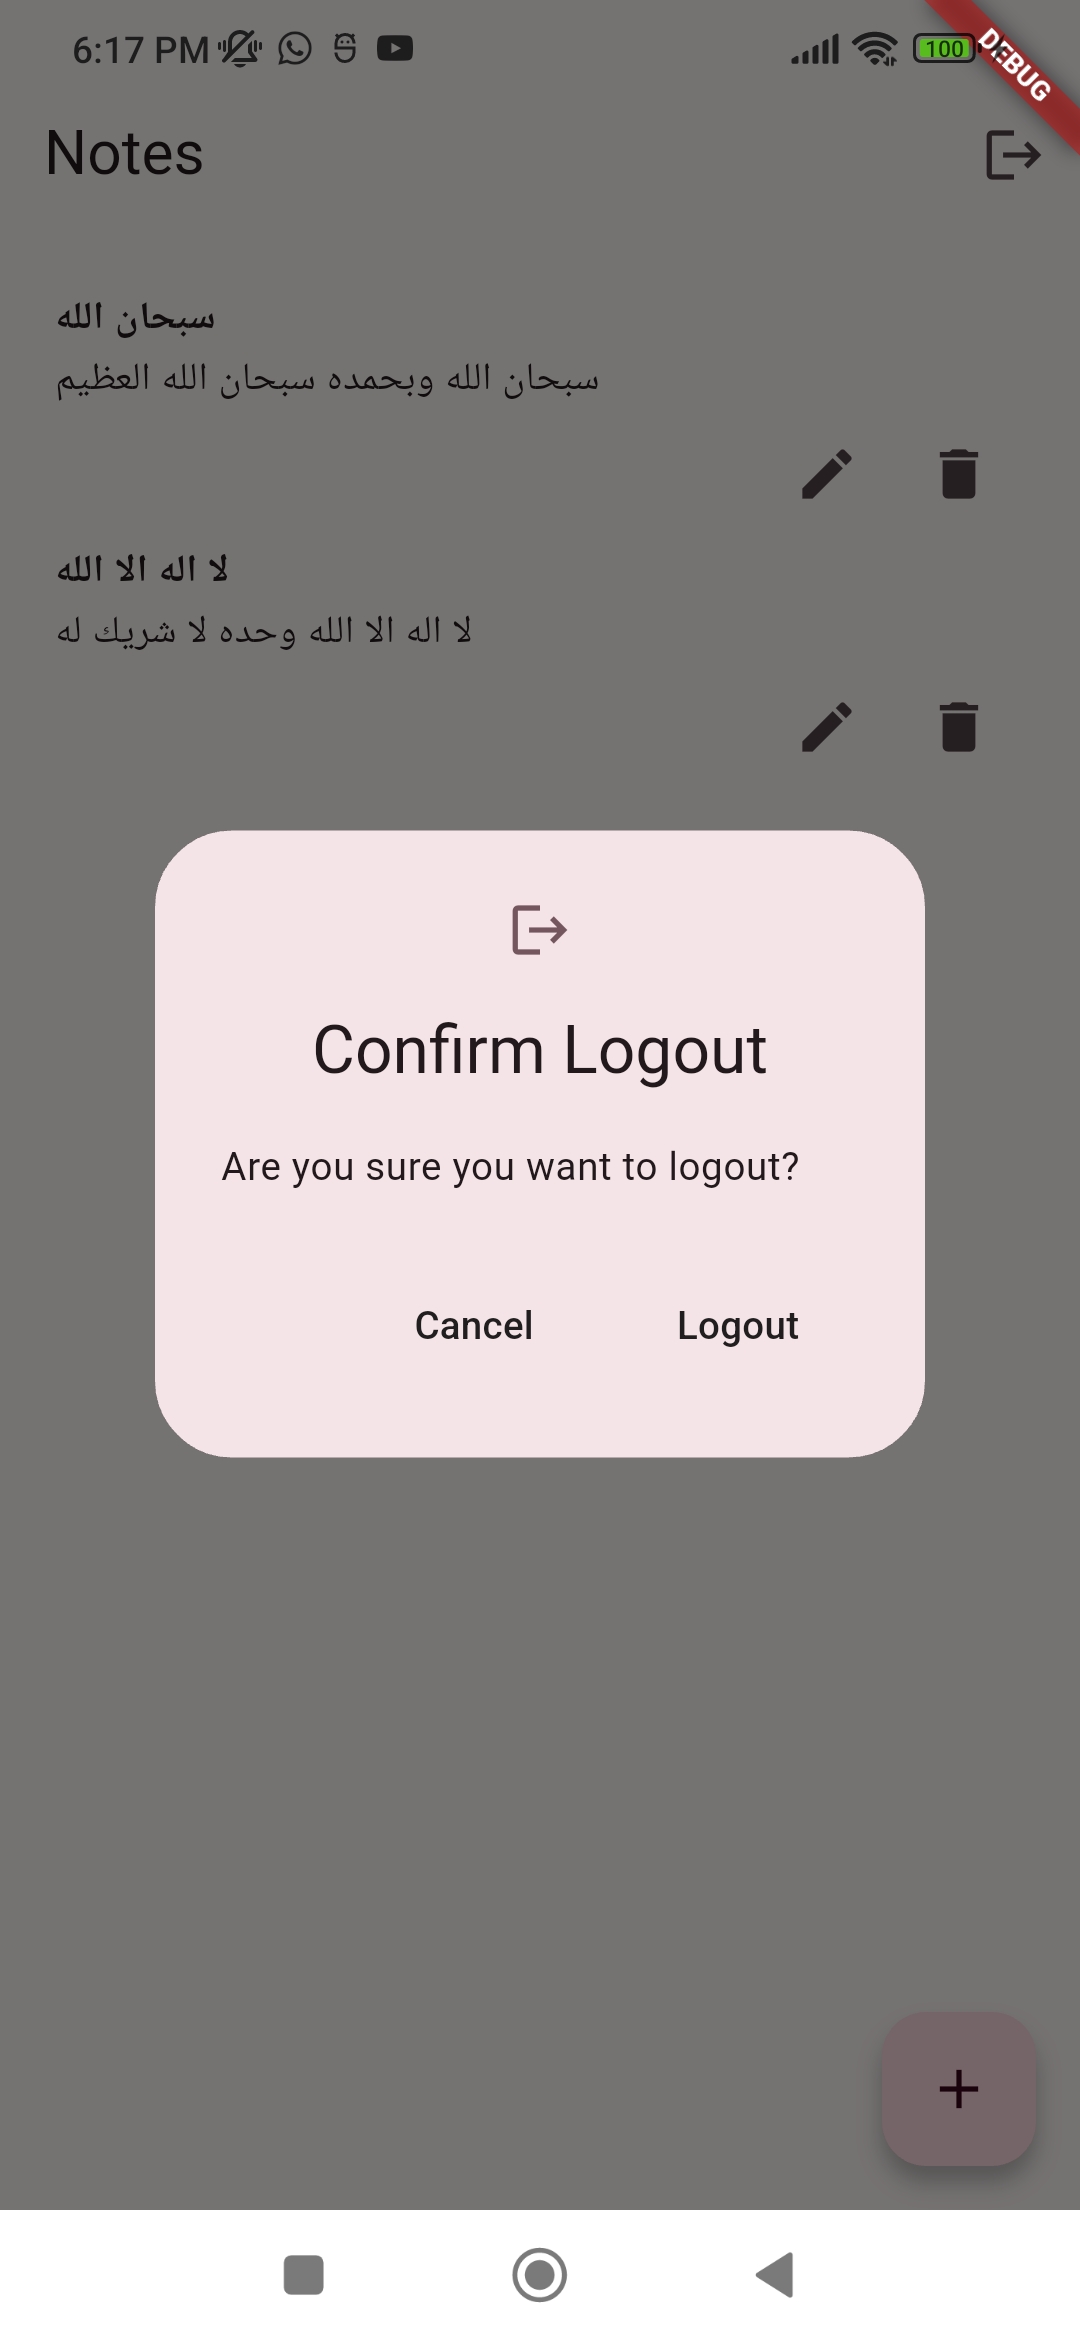 6:17 PM
100
DEBUG
Notes
سبحان الله
سبحان الله وبحمده سبحان الله العظيم
لا اله الا الله
لا اله الا الله وحده لا شريك له
Confirm Logout
Are you sure you want to logout?
Cancel
Logout